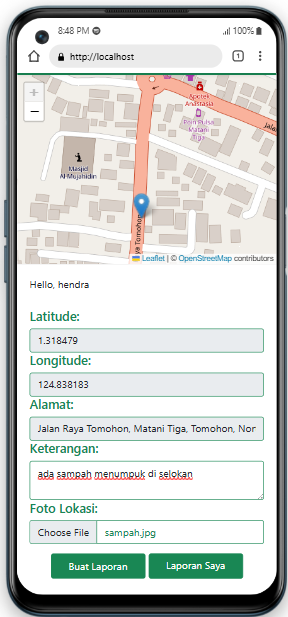 8:48 PM
100%
http://localhost
1
+
−
Apotek
Anastasia
Jala
Poin Pulsa
Matani
Tiga
Masjid
Al-Mujahidin
ya Tomohon
Leaflet | © OpenStreetMap contributors
Hello, hendra
Latitude:
1.318479
Longitude:
124.838183
Alamat:
Jalan Raya Tomohon, Matani Tiga, Tomohon, Nor
Keterangan:
ada sampah menumpuk di selokan
Foto Lokasi:
Choose File sampah.jpg
Buat Laporan Laporan Saya